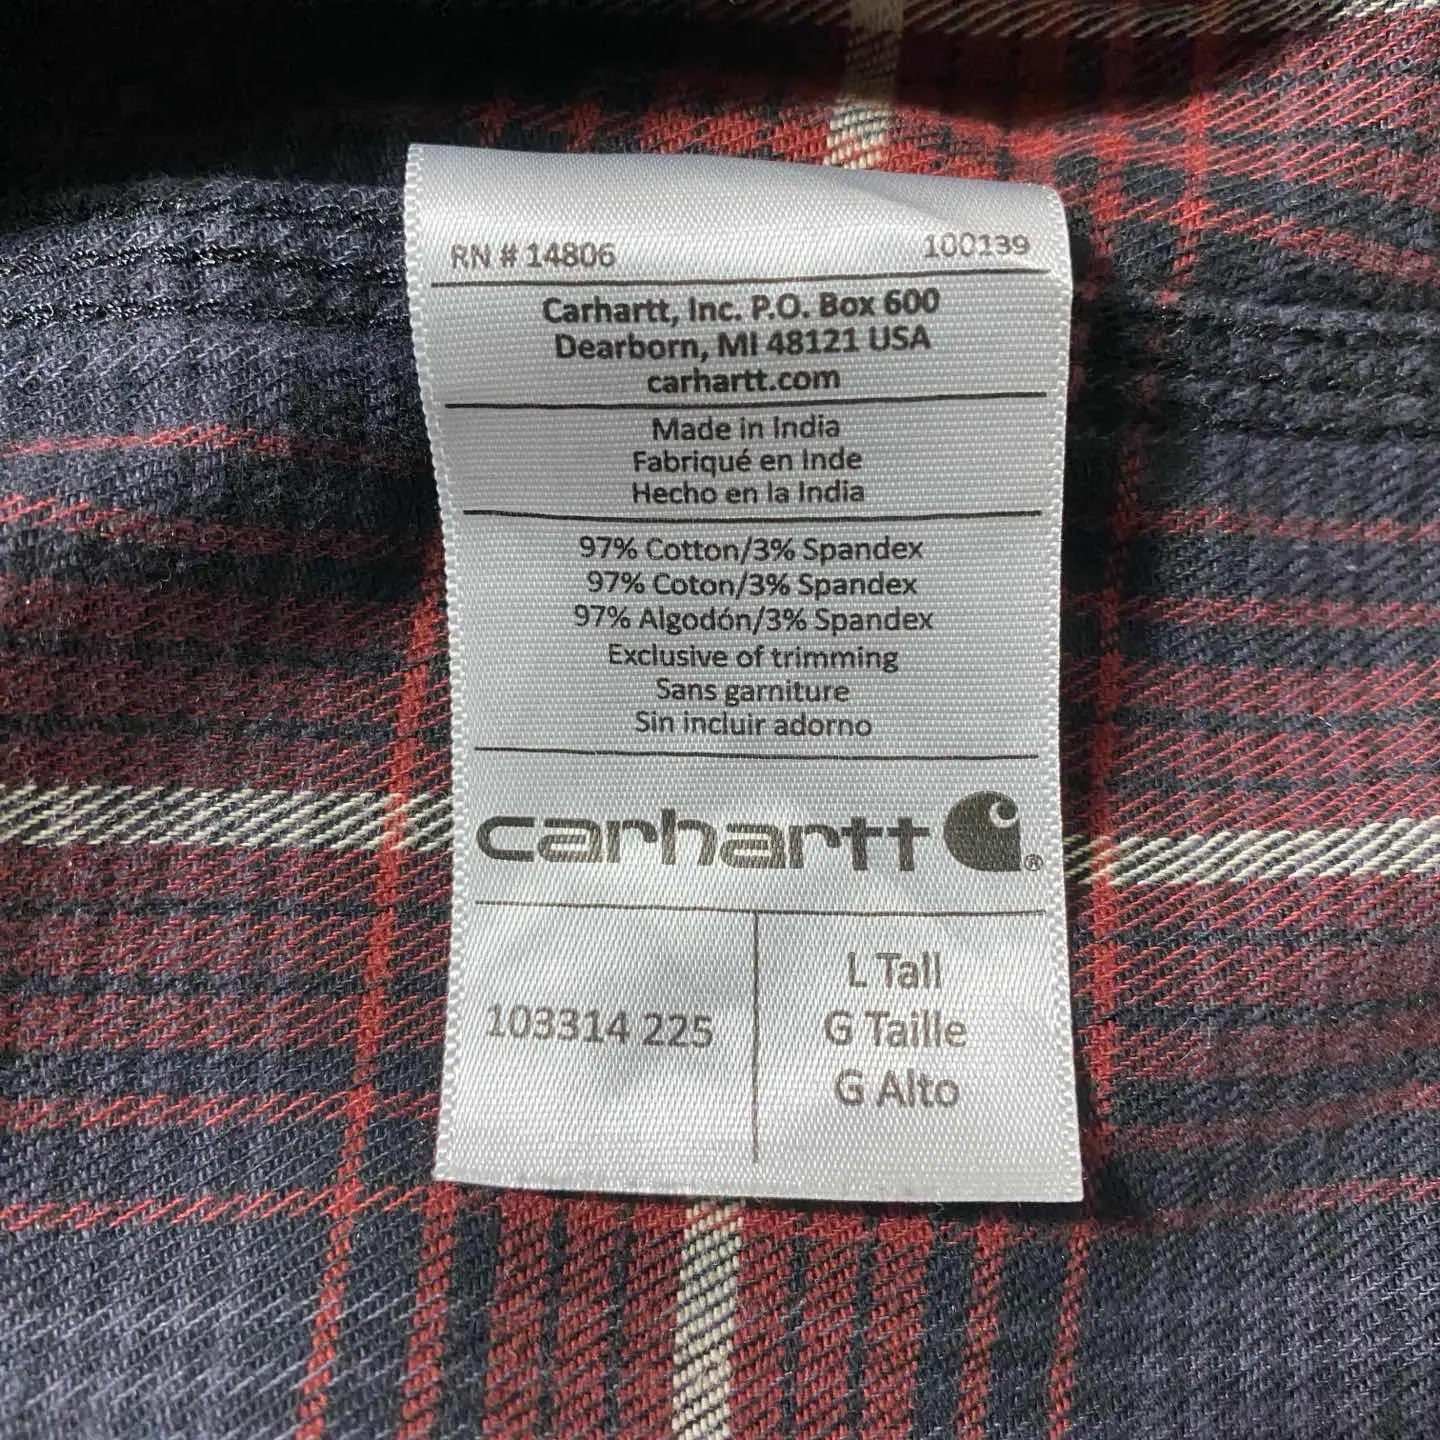 RN # 14806 100139
Carhartt, Inc. P.O. Box 600
Dearborn, MI 48121 USA
carhartt.com
Made in India
Fabriqué en Inde
Hecho en la India
97% Cotton/3% Spandex
97% Coton/3% Spandex
97% Algodón/3% Spandex
Exclusive of trimming
Sans garniture
Sin incluir adorno
carhartt ®
103314 225
L Tall
G Taille
G Alto